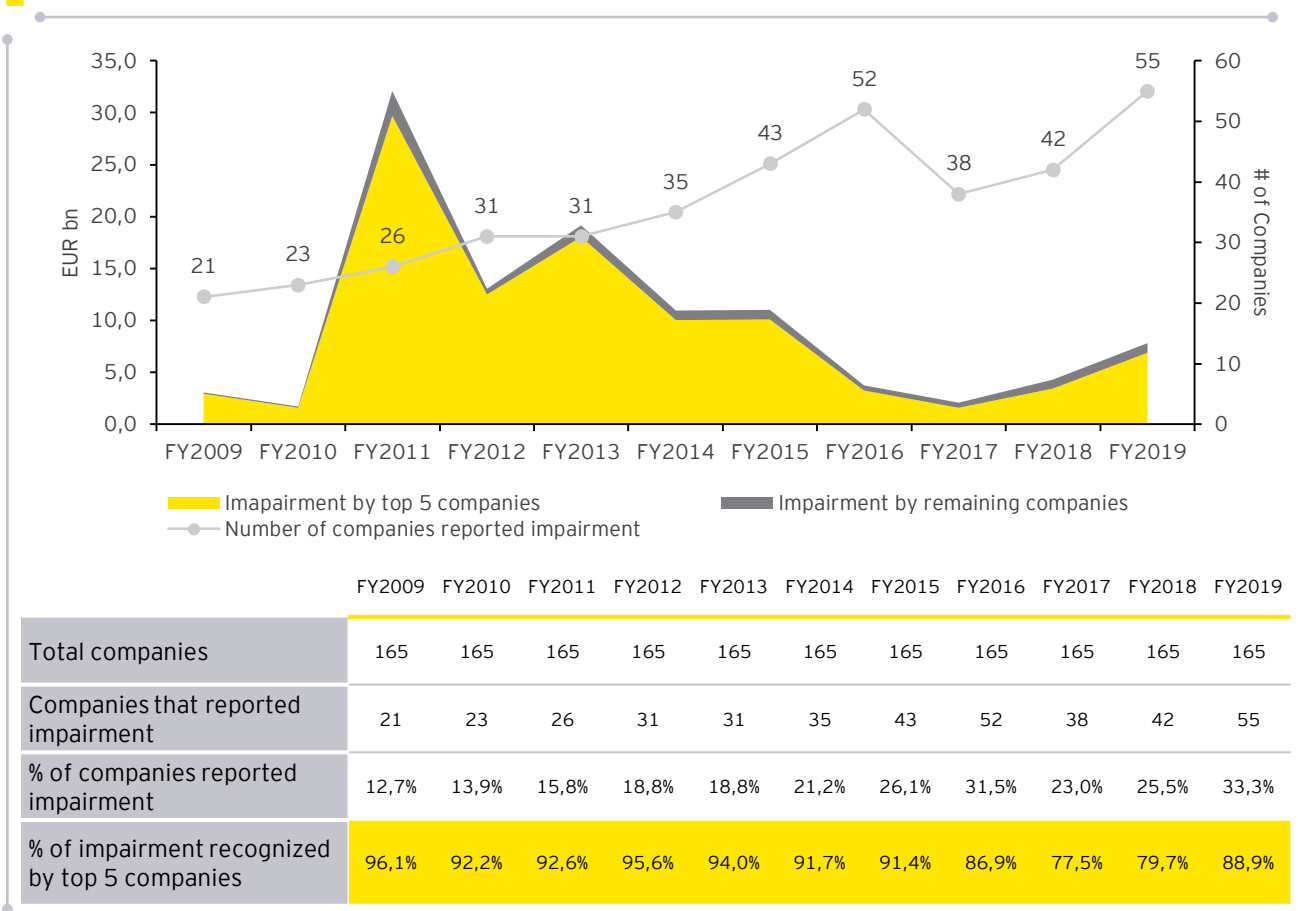 35,0
30,0
25,0
20,0
15,0
10,0
5,0
0,0
EUR bn
60
50
40
30
20
10
0
# of Companies
21
23
26
31
31
35
43
52
38
42
55
FY2009 FY2010 FY2011 FY2012 FY2013 FY2014 FY2015 FY2016 FY2017 FY2018 FY2019
Imapairment by top 5 companies
Impairment by remaining companies
Number of companies reported impairment
FY2009 FY2010 FY2011 FY2012 FY2013 FY2014 FY2015 FY2016 FY2017 FY2018 FY2019
Total companies 165 165 165 165 165 165 165 165 165 165 165
Companies that reported
impairment 21 23 26 31 31 35 43 52 38 42 55
% of companies reported
impairment 12,7% 13,9% 15,8% 18,8% 18,8% 21,2% 26,1% 31,5% 23,0% 25,5% 33,3%
% of impairment recognized
by top 5 companies 96,1% 92,2% 92,6% 95,6% 94,0% 91,7% 91,4% 86,9% 77,5% 79,7% 88,9%